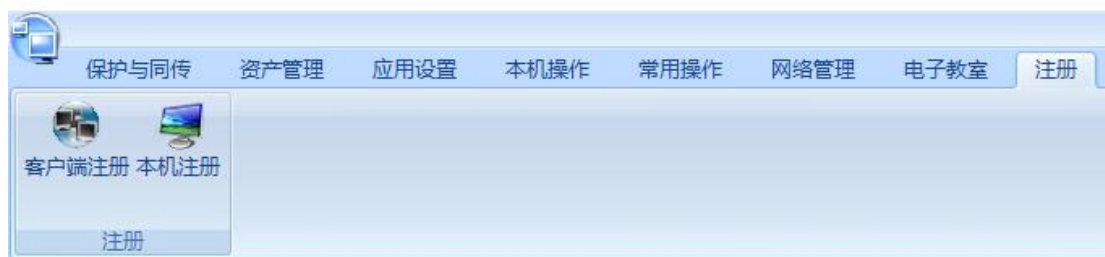 保护与同传 资产管理 应用设置 本机操作 常用操作 网络管理 电子教室 注册
客户端注册 本机注册
注册